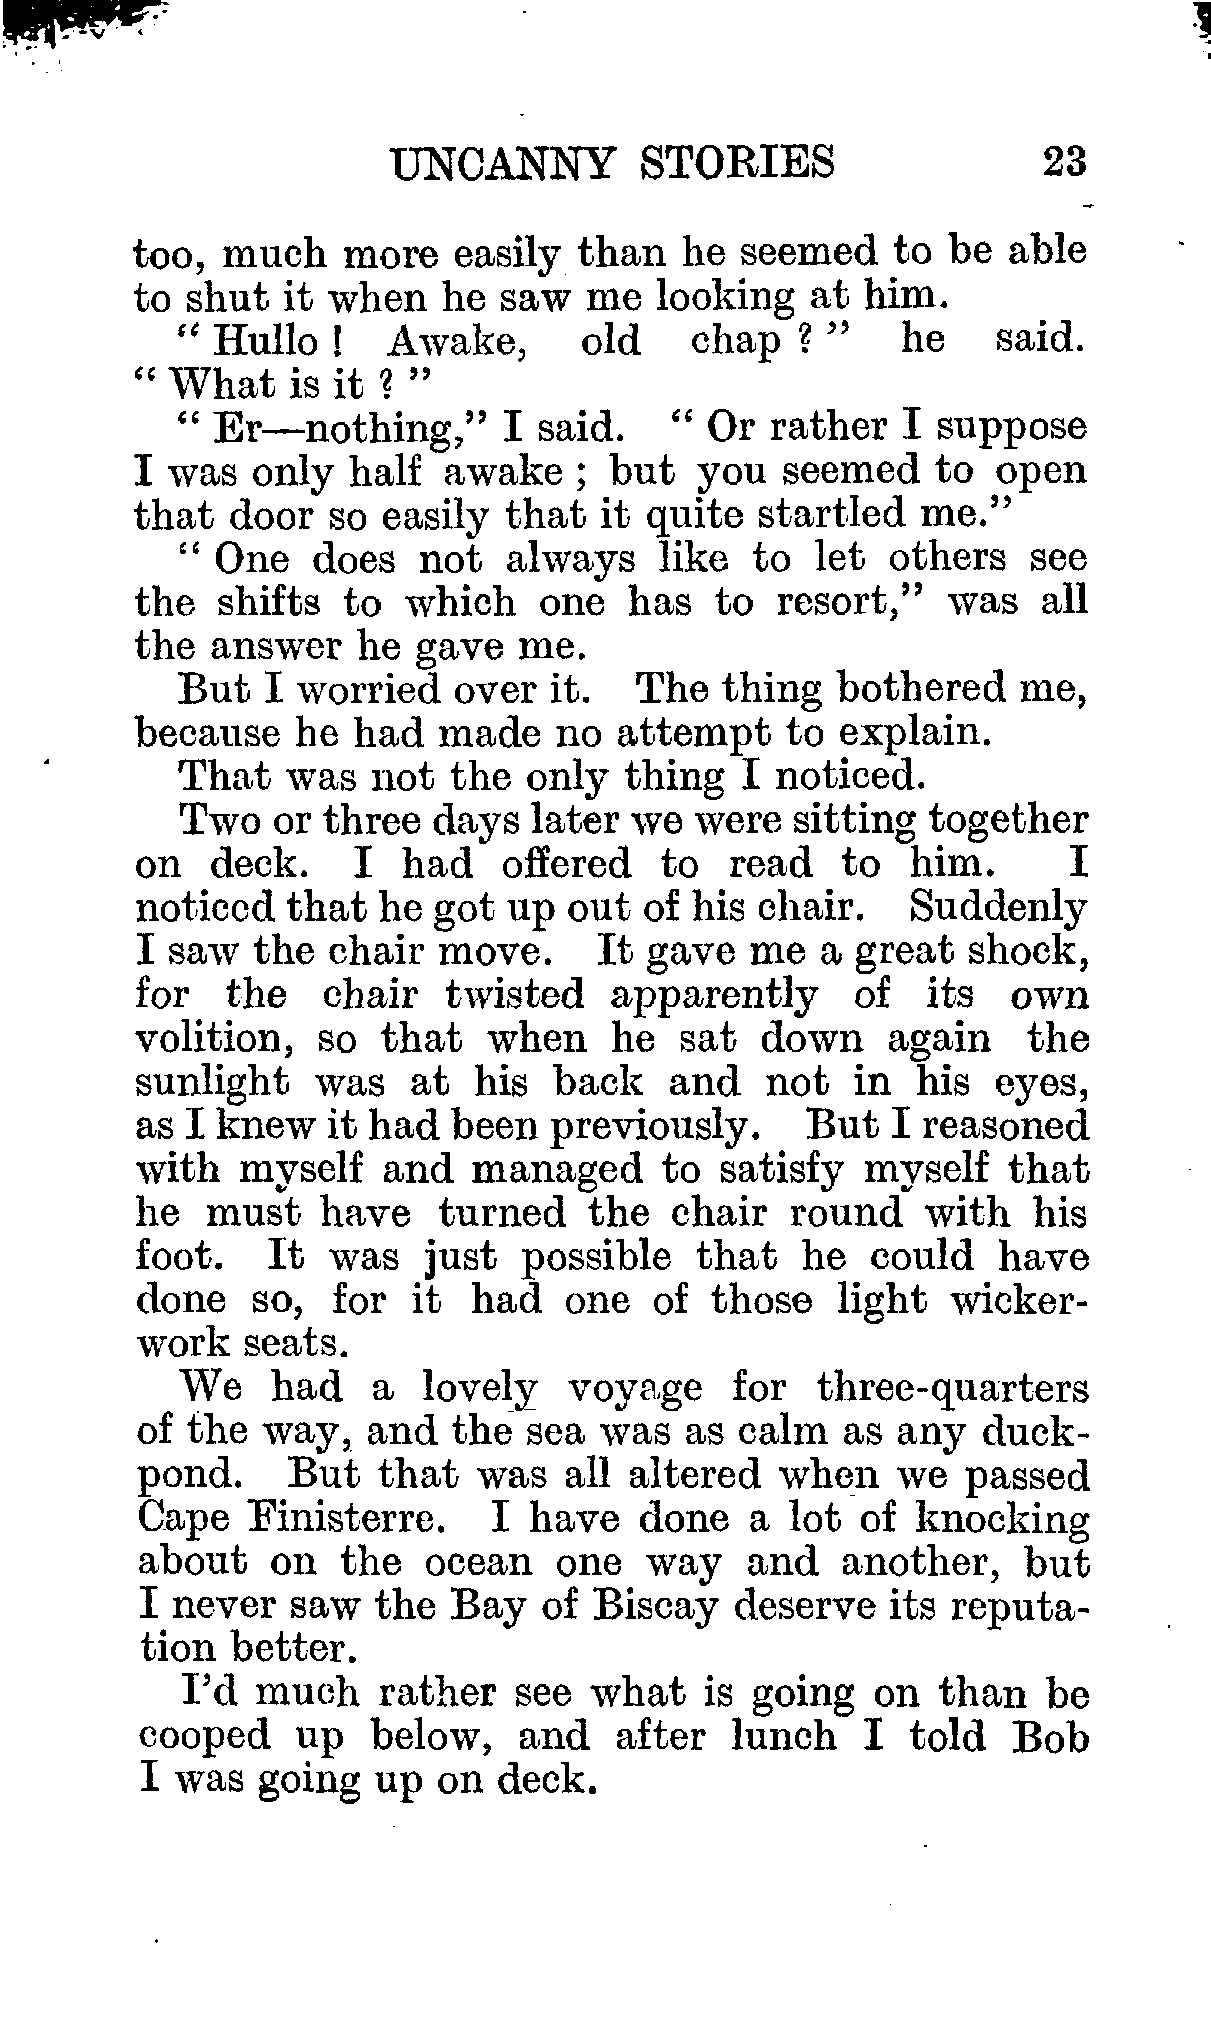 UNCANNY STORIES 23
too, much more easily than he seemed to be able
to shut it when he saw me looking at him.
“ Hullo ! Awake, old chap ? ” he said.
“ What is it ? ”
“ Er—nothing,” I said. “ Or rather I suppose
I was only half awake ; but you seemed to open
that door so easily that it quite startled me.”
“ One does not always like to let others see
the shifts to which one has to resort,” was all
the answer he gave me.
But I worried over it. The thing bothered me,
because he had made no attempt to explain.
That was not the only thing I noticed.
Two or three days later we were sitting together
on deck. I had offered to read to him. I
noticed that he got up out of his chair. Suddenly
I saw the chair move. It gave me a great shock,
for the chair twisted apparently of its own
volition, so that when he sat down again the
sunlight was at his back and not in his eyes,
as I knew it had been previously. But I reasoned
with myself and managed to satisfy myself that
he must have turned the chair round with his
foot. It was just possible that he could have
done so, for it had one of those light wicker-
work seats.
We had a lovely voyage for three-quarters
of the way, and the sea was as calm as any duck-
pond. But that was all altered when we passed
Cape Finisterre. I have done a lot of knocking
about on the ocean one way and another, but
I never saw the Bay of Biscay deserve its reputa-
tion better.
I’d much rather see what is going on than be
cooped up below, and after lunch I told Bob
I was going up on deck.